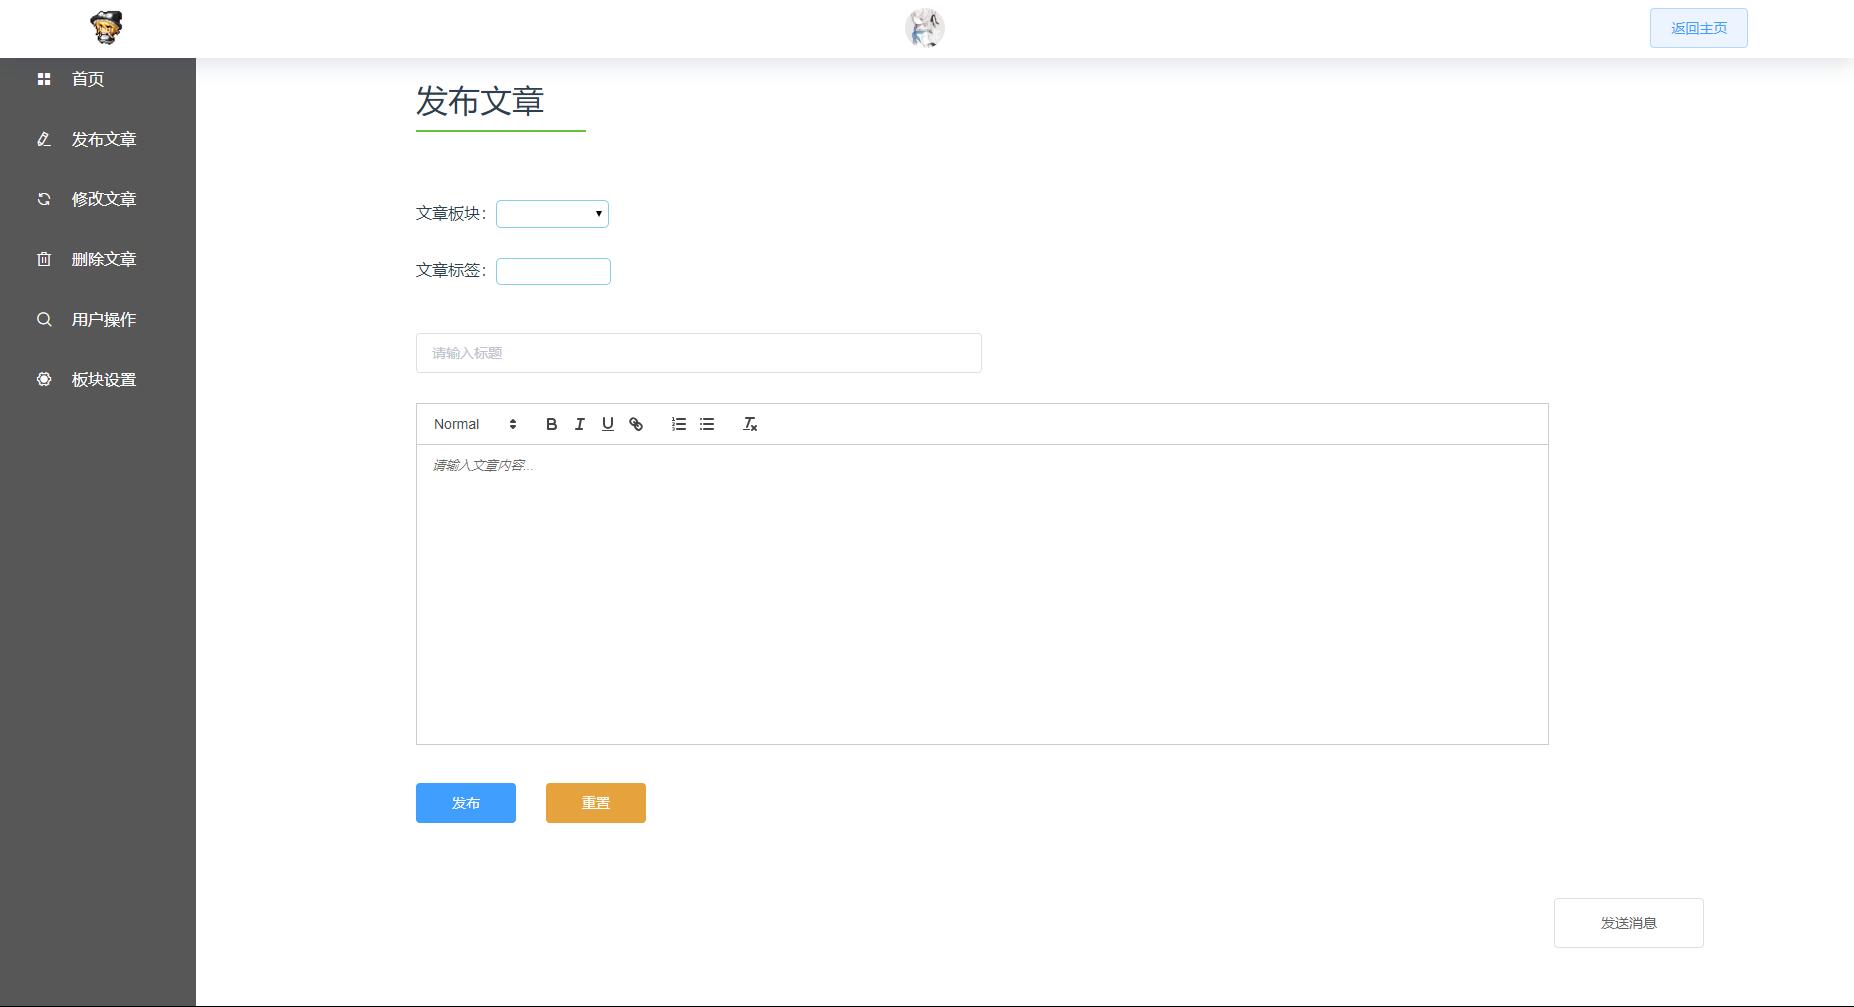 返回主页
首页
发布文章
修改文章
删除文章
用户操作
板块设置
发布文章
文章板块：
文章标签：
请输入标题
Normal
请输入文章内容...
发布
重置
发送消息